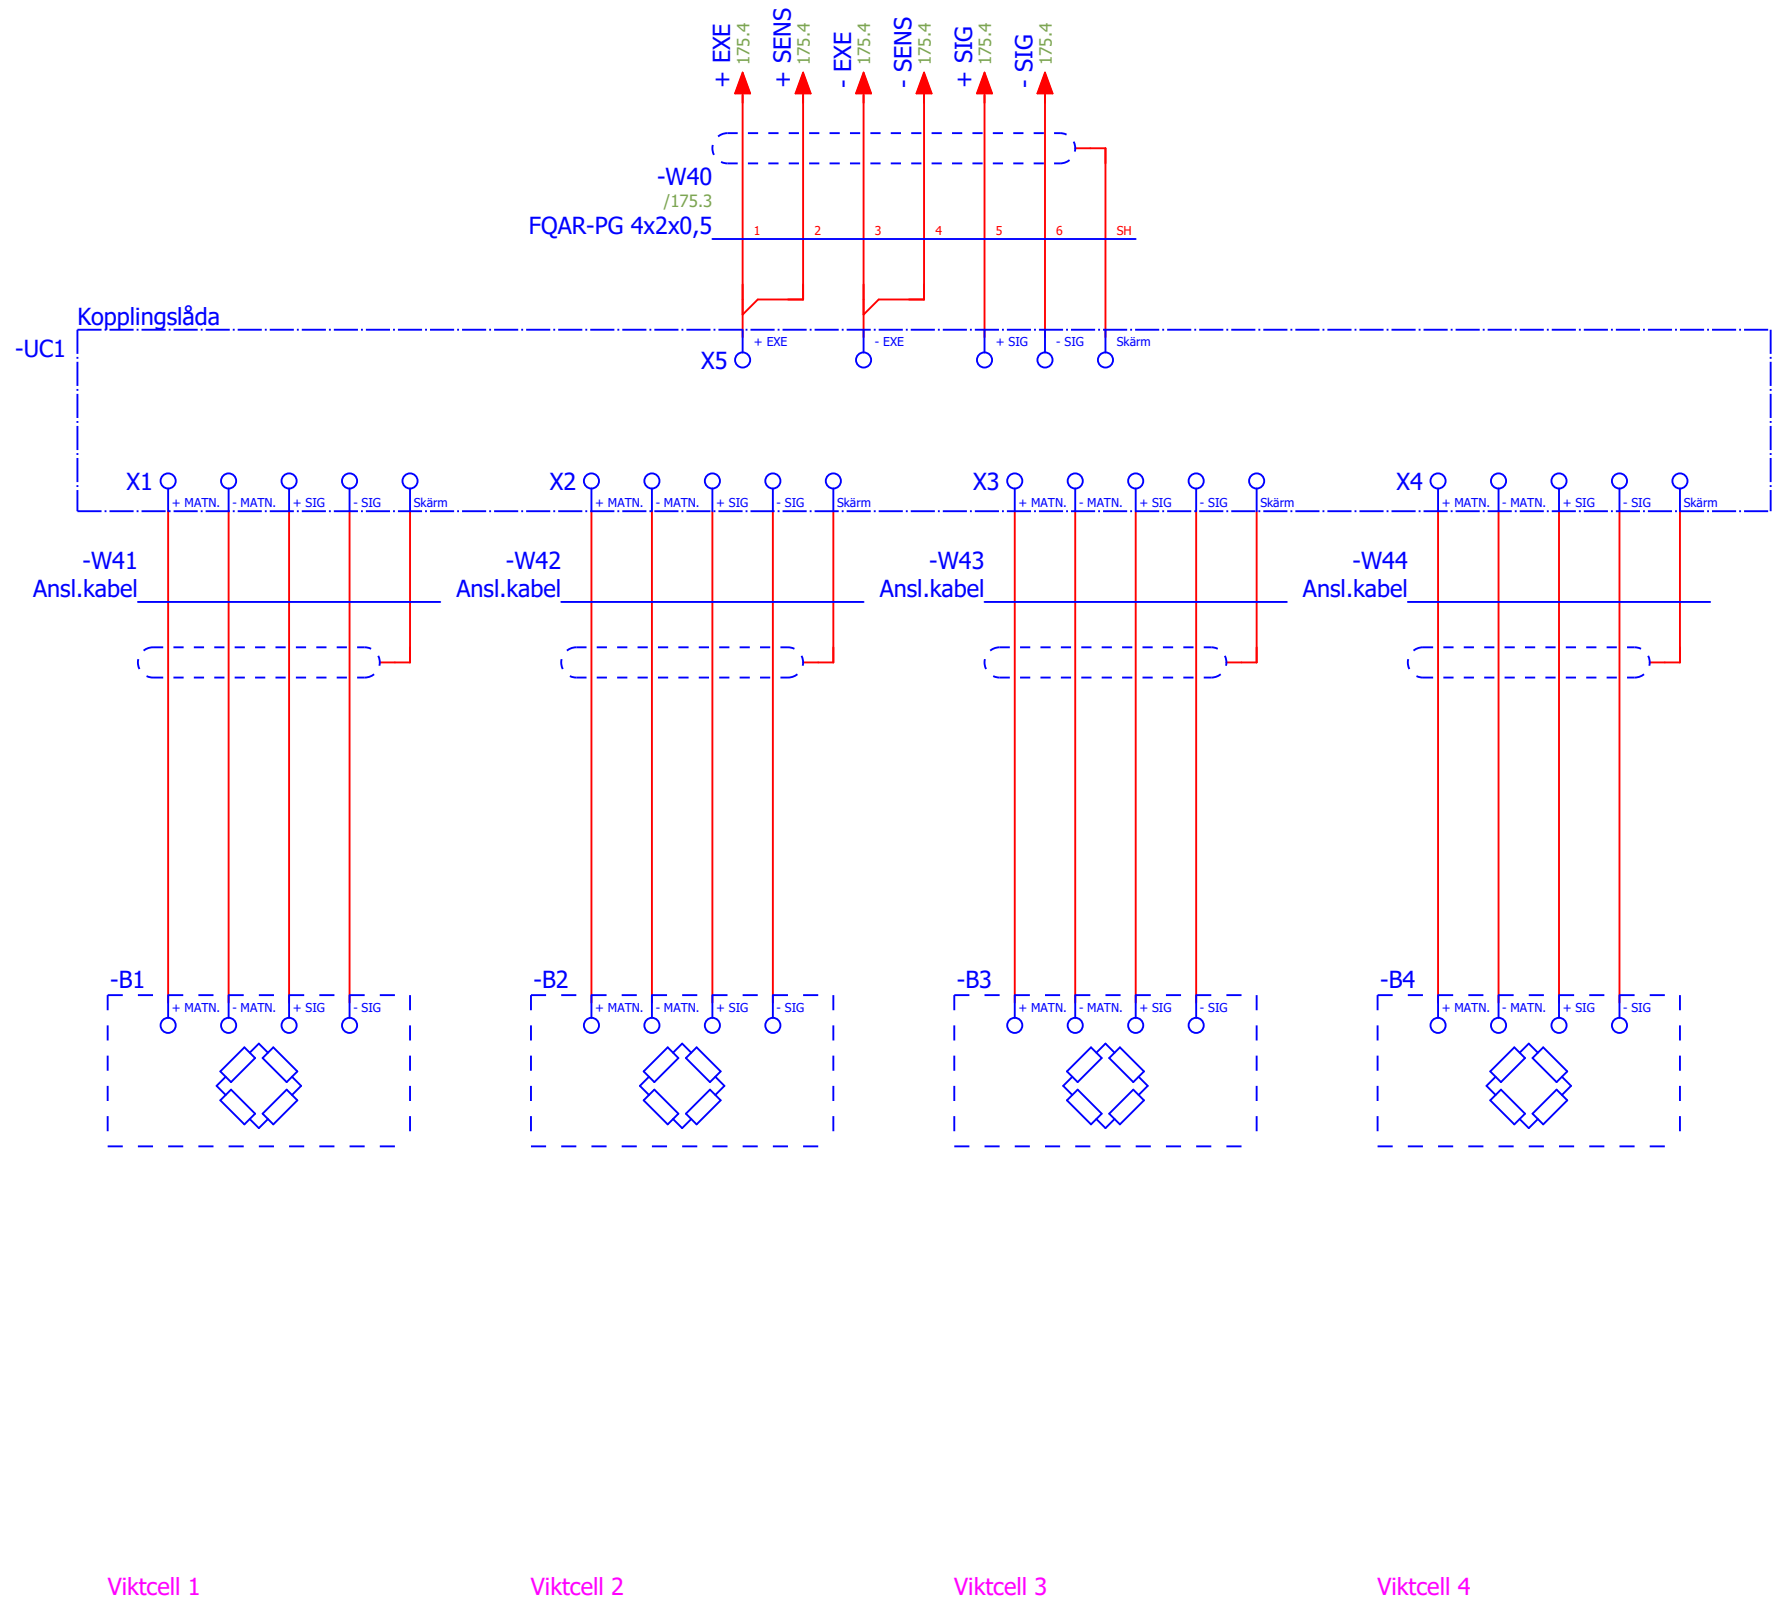 + EXE 175.4
+ SENS 175.4
- EXE 175.4
- SENS 175.4
+ SIG 175.4
- SIG 175.4
-W40
/175.3
FQAR-PG 4x2x0,5
1 2 3 4 5 6 SH
Kopplingslåda
-UC1
X5 + EXE - EXE + SIG - SIG Skärm
X1 + MATN. - MATN. + SIG - SIG Skärm
X2 + MATN. - MATN. + SIG - SIG Skärm
X3 + MATN. - MATN. + SIG - SIG Skärm
X4 + MATN. - MATN. + SIG - SIG Skärm
-W41
Ansl.kabel
-W42
Ansl.kabel
-W43
Ansl.kabel
-W44
Ansl.kabel
-B1
+ MATN. - MATN. + SIG - SIG
-B2
+ MATN. - MATN. + SIG - SIG
-B3
+ MATN. - MATN. + SIG - SIG
-B4
+ MATN. - MATN. + SIG - SIG
Viktcell 1
Viktcell 2
Viktcell 3
Viktcell 4